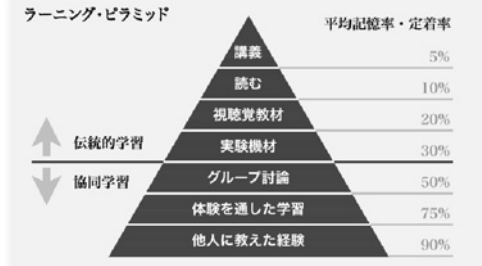 ラーニング・ピラミッド
平均記憶率・定着率
講義 5%
読む 10%
視聴覚教材 20%
伝統的学習 実験機材 30%
協同学習 グループ討論 50%
体験を通した学習 75%
他人に教えた経験 90%